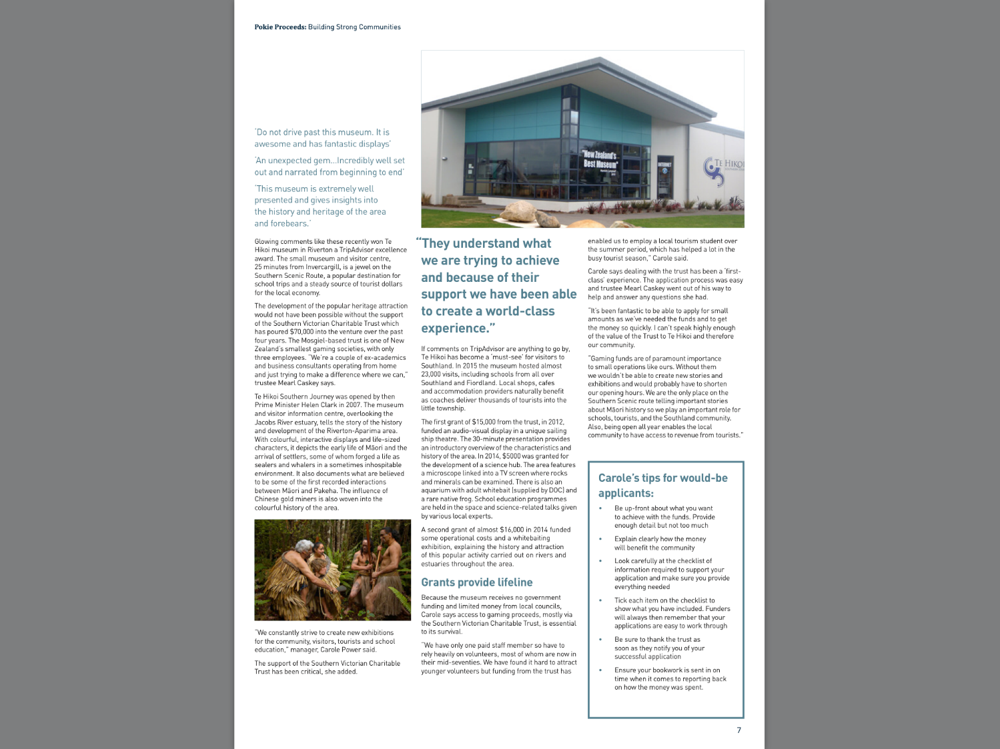 Pokie Proceeds: Building Strong Communities
"New Zealand's
Best Museum"
INTERNET
TE HIKOI
'Do not drive past this museum. It is
awesome and has fantastic displays'
'An unexpected gem...Incredibly well set
out and narrated from beginning to end'
'This museum is extremely well
presented and gives insights into
the history and heritage of the area
and forebears.'
Glowing comments like these recently won Te
Hikoi museum in Riverton a TripAdvisor excellence
award. The small museum and visitor centre,
25 minutes from Invercargill, is a jewel on the
Southern Scenic Route, a popular destination for
school trips and a steady source of tourist dollars
for the local economy.
The development of the popular heritage attraction
would not have been possible without the support
of the Southern Victorian Charitable Trust which
has poured $70,000 into the venture over the past
four years. The Mosgiel-based trust is one of New
Zealand's smallest gaming societies, with only
three employees. "We're a couple of ex-academics
and business consultants operating from home
and just trying to make a difference where we can,"
trustee Mearl Caskey says.
Te Hikoi Southern Journey was opened by then
Prime Minister Helen Clark in 2007. The museum
and visitor information centre, overlooking the
Jacobs River estuary, tells the story of the history
and development of the Riverton-Aparima area.
With colourful, interactive displays and life-sized
characters, it depicts the early life of Māori and the
arrival of settlers, some of whom forged a life as
sealers and whalers in a sometimes inhospitable
environment. It also documents what are believed
to be some of the first recorded interactions
between Māori and Pakeha. The influence of
Chinese gold miners is also woven into the
colourful history of the area.
"We constantly strive to create new exhibitions
for the community, visitors, tourists and school
education," manager, Carole Power said.
The support of the Southern Victorian Charitable
Trust has been critical, she added.
"They understand what
we are trying to achieve
and because of their
support we have been able
to create a world-class
experience."
If comments on TripAdvisor are anything to go by,
Te Hikoi has become a 'must-see' for visitors to
Southland. In 2015 the museum hosted almost
23,000 visits, including schools from all over
Southland and Fiordland. Local shops, cafes
and accommodation providers naturally benefit
as coaches deliver thousands of tourists into the
little township.
The first grant of $15,000 from the trust, in 2012,
funded an audio-visual display in a unique sailing
ship theatre. The 30-minute presentation provides
an introductory overview of the characteristics and
history of the area. In 2014, $5000 was granted for
the development of a science hub. The area features
a microscope linked into a TV screen where rocks
and minerals can be examined. There is also an
aquarium with adult whitebait (supplied by DOC) and
a rare native frog. School education programmes
are held in the space and science-related talks given
by various local experts.
A second grant of almost $16,000 in 2014 funded
some operational costs and a whitebaiting
exhibition, explaining the history and attraction
of this popular activity carried out on rivers and
estuaries throughout the area.
Grants provide lifeline
Because the museum receives no government
funding and limited money from local councils,
Carole says access to gaming proceeds, mostly via
the Southern Victorian Charitable Trust, is essential
to its survival.
"We have only one paid staff member so have to
rely heavily on volunteers, most of whom are now in
their mid-seventies. We have found it hard to attract
younger volunteers but funding from the trust has
enabled us to employ a local tourism student over
the summer period, which has helped a lot in the
busy tourist season," Carole said.
Carole says dealing with the trust has been a 'first-
class' experience. The application process was easy
and trustee Mearl Caskey went out of his way to
help and answer any questions she had.
"It's been fantastic to be able to apply for small
amounts as we've needed the funds and to get
the money so quickly. I can't speak highly enough
of the value of the Trust to Te Hikoi and therefore
our community.
"Gaming funds are of paramount importance
to small operations like ours. Without them
we wouldn't be able to create new stories and
exhibitions and would probably have to shorten
our opening hours. We are the only place on the
Southern Scenic route telling important stories
about Māori history so we play an important role for
schools, tourists, and the Southland community.
Also, being open all year enables the local
community to have access to revenue from tourists."
Carole's tips for would-be
applicants:
• Be up-front about what you want
to achieve with the funds. Provide
enough detail but not too much
• Explain clearly how the money
will benefit the community
• Look carefully at the checklist of
information required to support your
application and make sure you provide
everything needed
• Tick each item on the checklist to
show what you have included. Funders
will always then remember that your
applications are easy to work through
• Be sure to thank the trust as
soon as they notify you of your
successful application
• Ensure your bookwork is sent in on
time when it comes to reporting back
on how the money was spent.
7